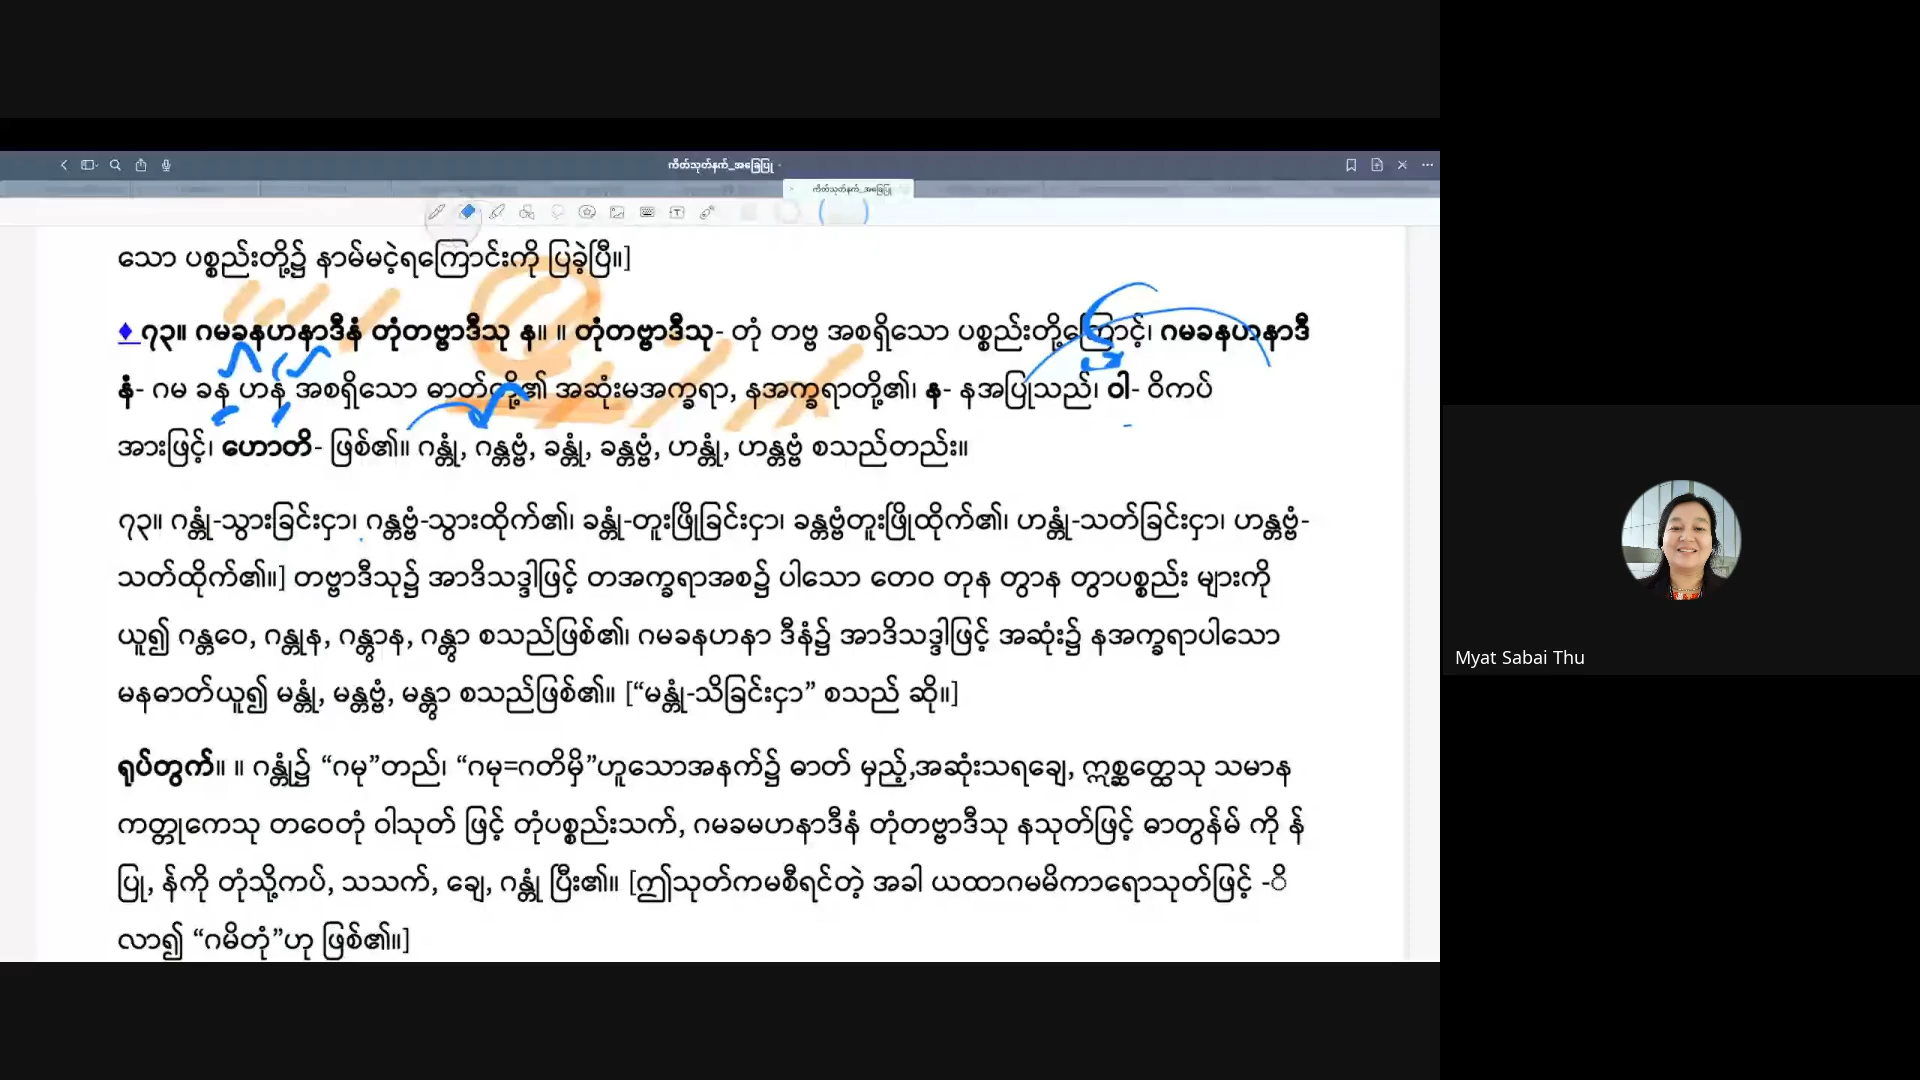 ကိတ်သုတ်နက်_အခြေပြု
ကိတ်သုတ်နက်_အခြေပြု
သော ပစ္စည်းတို့၌ နာမ်မငဲ့ရကြောင်းကို ပြခဲ့ပြီ။]
♦၇၃။ ဂမခနဟနာဒီနံ တုံတဗ္ဗာဒီသု န။ ။ တုံတဗ္ဗာဒီသု- တုံ တဗ္ဗ အစရှိသော ပစ္စည်းတို့ကြောင့်၊ ဂမခနဟနာဒီ
နံ- ဂမ ခန ဟန အစရှိသော ဓာတ်တို့၏ အဆုံးမအက္ခရာ, နအက္ခရာတို့၏၊ န- နအပြုသည်၊ ဝါ- ဝိကပ်
အားဖြင့်၊ ဟောတိ- ဖြစ်၏။ ဂန္တုံ, ဂန္တဗ္ဗံ, ခန္တုံ, ခန္တဗ္ဗံ, ဟန္တုံ, ဟန္တဗ္ဗံ စသည်တည်း။
၇၃။ ဂန္တုံ-သွားခြင်းငှာ၊ ဂန္တဗ္ဗံ-သွားထိုက်၏၊ ခန္တုံ-တူးဖြိုခြင်းငှာ၊ ခန္တဗ္ဗံတူးဖြိုထိုက်၏၊ ဟန္တုံ-သတ်ခြင်းငှာ၊ ဟန္တဗ္ဗံ-
သတ်ထိုက်၏။] တဗ္ဗာဒီသု၌ အာဒိသဒ္ဒါဖြင့် တအက္ခရာအစ၌ ပါသော တေဝ တုန တွာန တွာပစ္စည်း များကို
ယူ၍ ဂန္တဝေ, ဂန္တုန, ဂန္တွာန, ဂန္တွာ စသည်ဖြစ်၏၊ ဂမခနဟနာ ဒီနံ၌ အာဒိသဒ္ဒါဖြင့် အဆုံး၌ နအက္ခရာပါသော
မနဓာတ်ယူ၍ မန္တုံ, မန္တဗ္ဗံ, မန္တွာ စသည်ဖြစ်၏။ [“မန္တုံ-သိခြင်းငှာ” စသည် ဆို။]
ရုပ်တွက်။ ။ ဂန္တုံ၌ “ဂမု”တည်၊ “ဂမု=ဂတိမှိ”ဟူသောအနက်၌ ဓာတ် မှည့်,အဆုံးသရချေ, ဣစ္ဆတ္ထေသု သမာန
ကတ္တုကေသု တဝေတုံ ဝါသုတ် ဖြင့် တုံပစ္စည်းသက်, ဂမခမဟနာဒီနံ တုံတဗ္ဗာဒီသု နသုတ်ဖြင့် ဓာတွန်မ် ကို န်
ပြု, န်ကို တုံသို့ကပ်, သသက်, ချေ, ဂန္တုံ ပြီး၏။ [ဤသုတ်ကမစီရင်တဲ့ အခါ ယထာဂမမိကာရောသုတ်ဖြင့် -ိ
လာ၍ “ဂမိတုံ”ဟု ဖြစ်၏။]
Myat Sabai Thu